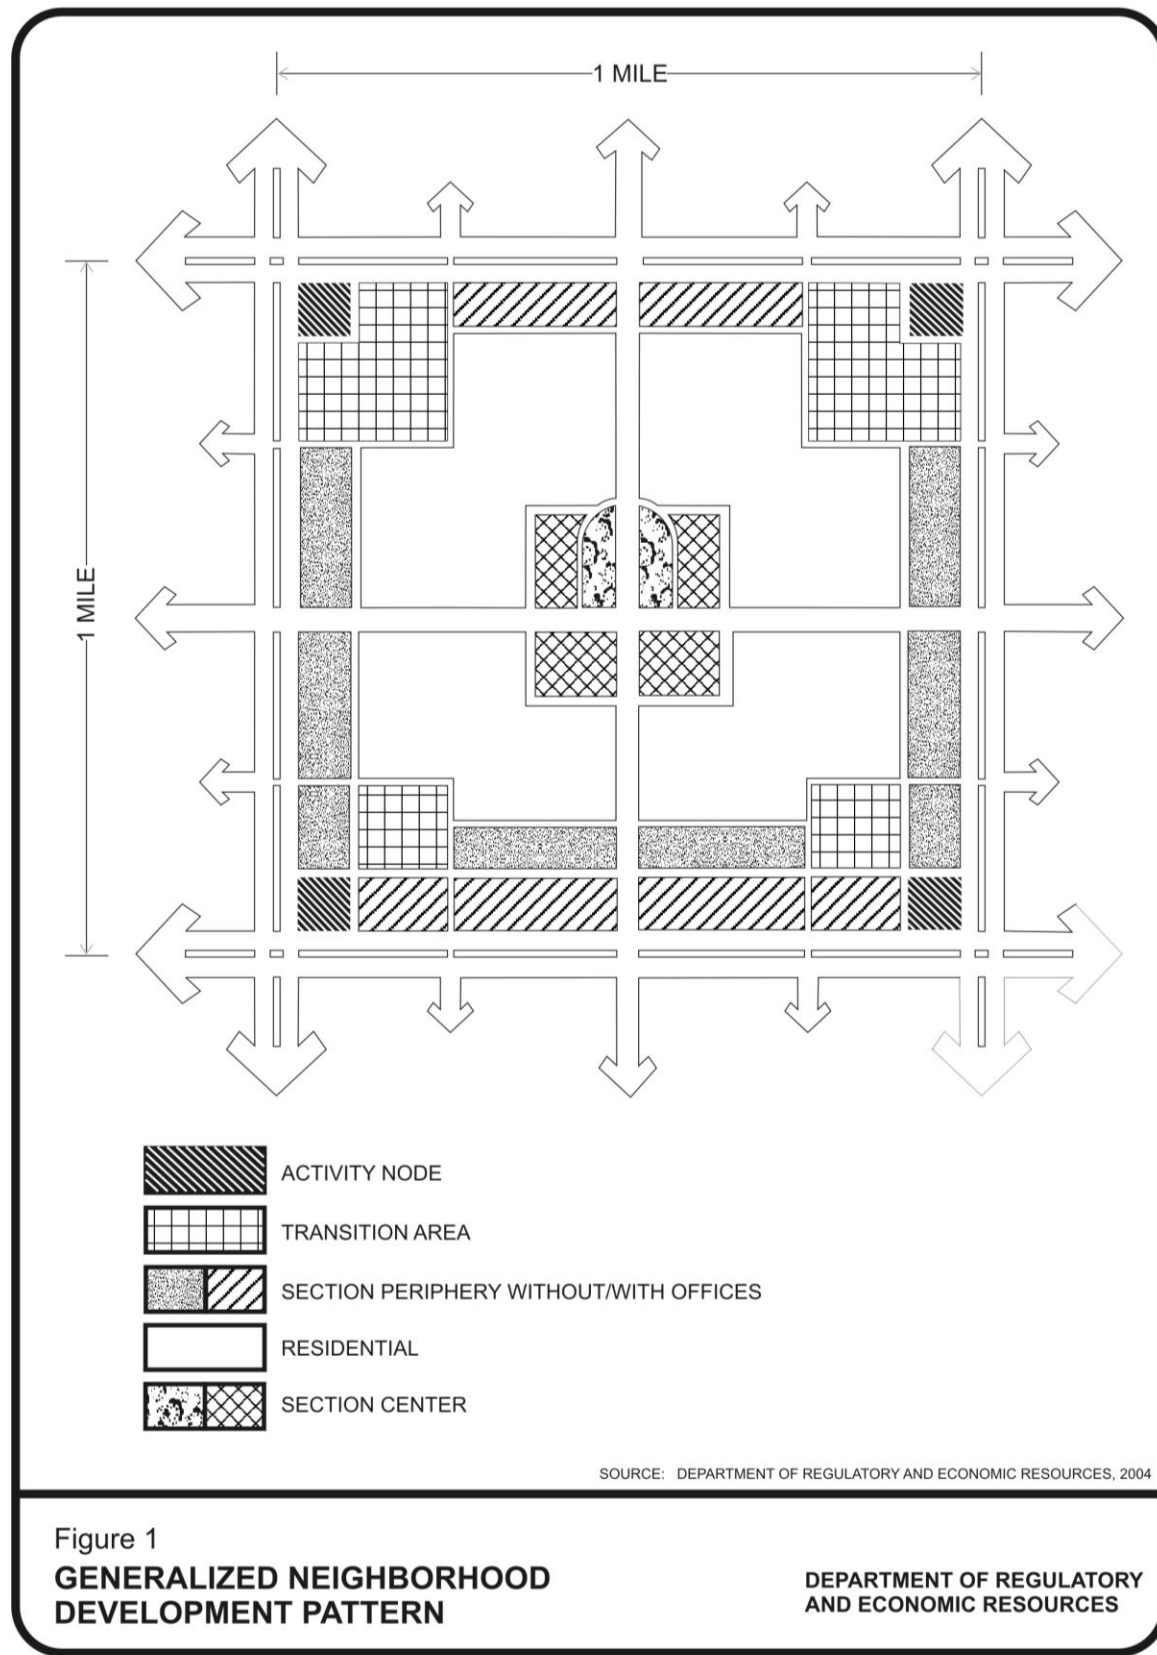 1 MILE
1 MILE
ACTIVITY NODE
TRANSITION AREA
SECTION PERIPHERY WITHOUT/WITH OFFICES
RESIDENTIAL
SECTION CENTER
SOURCE: DEPARTMENT OF REGULATORY AND ECONOMIC RESOURCES, 2004
Figure 1
GENERALIZED NEIGHBORHOOD
DEVELOPMENT PATTERN
DEPARTMENT OF REGULATORY
AND ECONOMIC RESOURCES